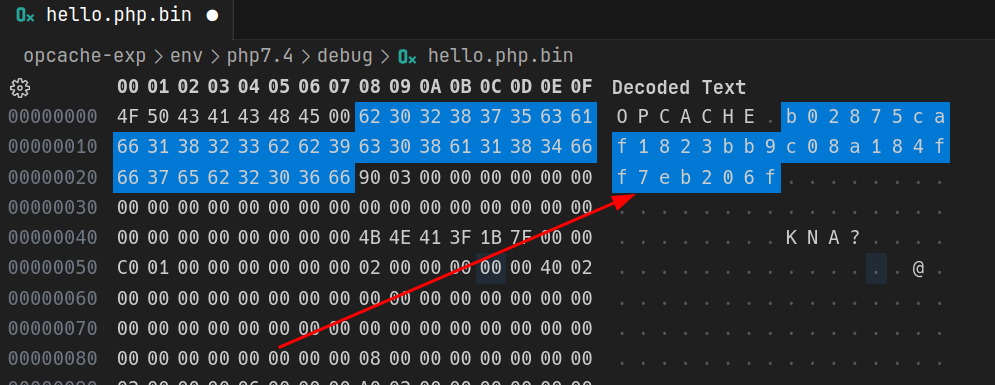 hello.php.bin ●
opcache-exp > env > php7.4 > debug > hello.php.bin
00 01 02 03 04 05 06 07 08 09 0A 0B 0C 0D 0E 0F Decoded Text
00000000 4F 50 43 41 43 48 45 00 62 30 32 38 37 35 63 61 O P C A C H E . b 0 2 8 7 5 c a
00000010 66 31 38 32 33 62 62 39 63 30 38 61 31 38 34 66 f 1 8 2 3 b b 9 c 0 8 a 1 8 4 f
00000020 66 37 65 62 32 30 36 66 90 03 00 00 00 00 00 00 f 7 e b 2 0 6 f . . . . . . . .
00000030 00 00 00 00 00 00 00 00 00 00 00 00 00 00 00 00 . . . . . . . . . . . . . . . .
00000040 00 00 00 00 00 00 00 00 4B 4E 41 3F 1B 7F 00 00 . . . . . . . . K N A ? . . . .
00000050 C0 01 00 00 00 00 00 00 02 00 00 00 00 00 40 02 . . . . . . . . . . . . . . @ .
00000060 00 00 00 00 00 00 00 00 00 00 00 00 00 00 00 00 . . . . . . . . . . . . . . . .
00000070 00 00 00 00 00 00 00 00 00 00 00 00 00 00 00 00 . . . . . . . . . . . . . . . .
00000080 00 00 00 00 00 00 00 00 08 00 00 00 00 00 00 00 . . . . . . . . . . . . . . . .